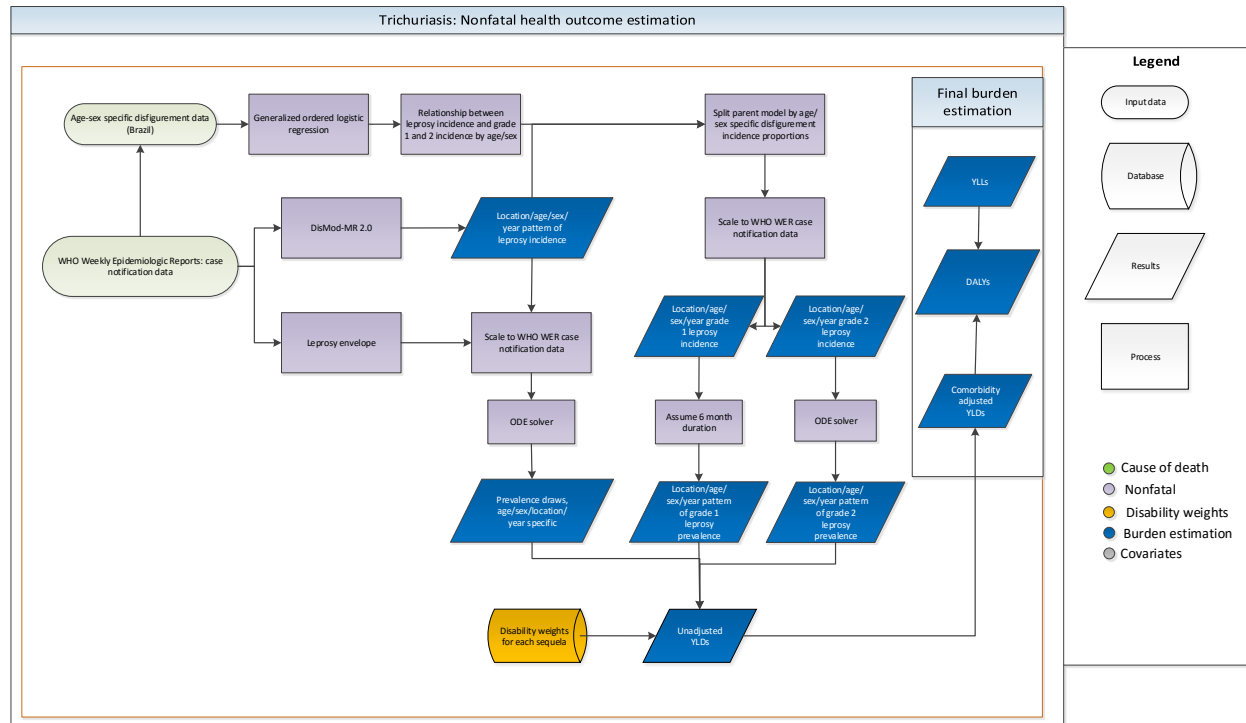 Trichuriasis: Nonfatal health outcome estimation
Age-sex specific disfigurement data
(Brazil)
Generalized ordered logistic
regression
Relationship between
leprosy incidence and grade
1 and 2 incidence by age/sex
Split parent model by age/
sex specific disfigurement
incidence proportions
DisMod-MR 2.0
Location/age/sex/
year pattern of
leprosy incidence
Scale to WHO WER case
notification data
WHO Weekly Epidemiologic Reports: case
notification data
Leprosy envelope
Scale to WHO WER case
notification data
Location/age/
sex/year grade
1 leprosy
incidence
Location/age/
sex/year grade 2
leprosy
incidence
ODE solver
Assume 6 month
duration
ODE solver
Prevalence draws,
age/sex/location/
year specific
Location/age/
sex/year pattern
of grade 1
leprosy
prevalence
Location/age/
sex/year pattern
of grade 2
leprosy
prevalence
Disability weights
for each sequela
Unadjusted
YLDs
Final burden
estimation
YLLs
DALYs
Comorbidity
adjusted
YLDs
Legend
Input data
Database
Results
Process
Cause of death
Nonfatal
Disability weights
Burden estimation
Covariates